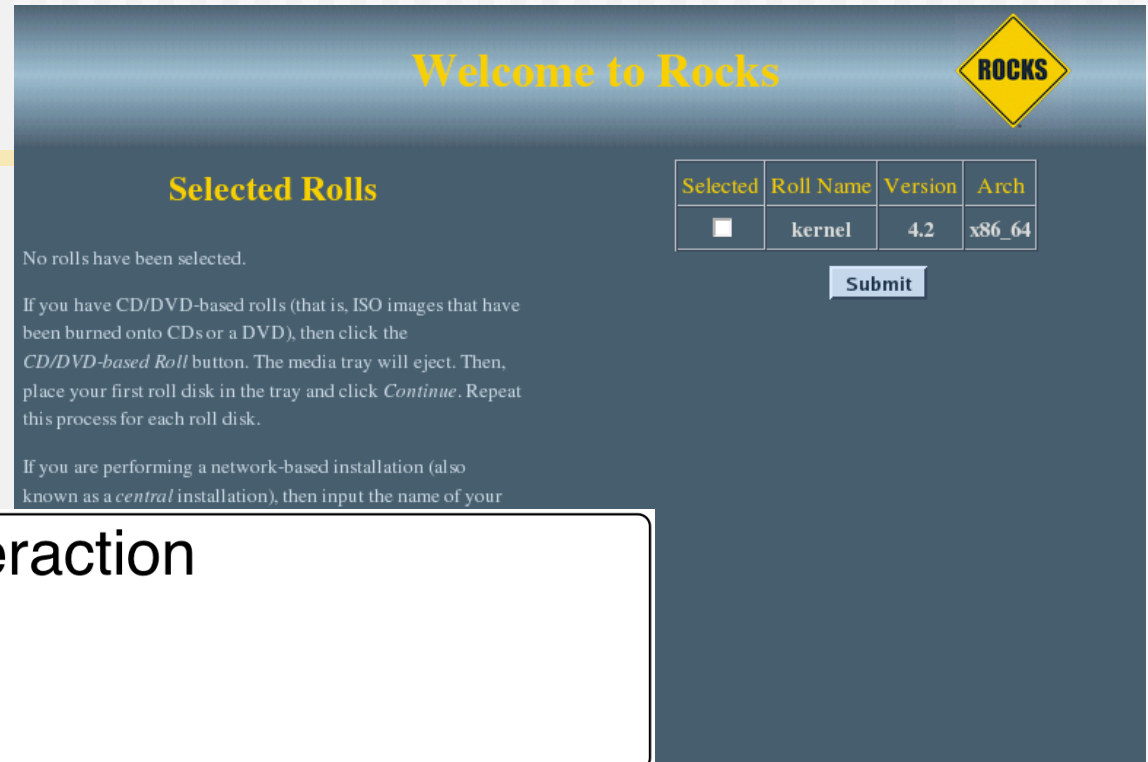 Welcome to Rocks
ROCKS
Selected Rolls
No rolls have been selected.
If you have CD/DVD-based rolls (that is, ISO images that have
been burned onto CDs or a DVD), then click the
CD/DVD-based Roll button. The media tray will eject. Then,
place your first roll disk in the tray and click Continue. Repeat
this process for each roll disk.
If you are performing a network-based installation (also
known as a central installation), then input the name of your
Selected Roll Name Version Arch
kernel 4.2 x86_64
Submit
eraction